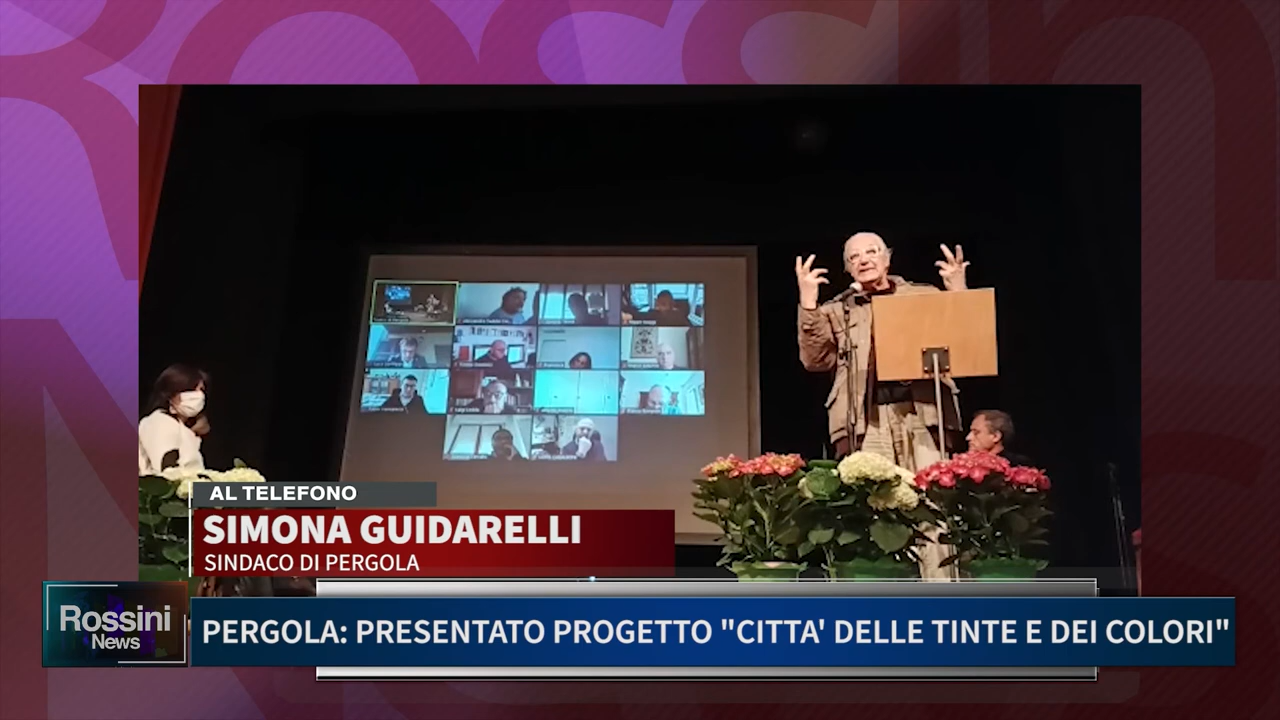 AL TELEFONO
SIMONA GUIDARELLI
SINDACO DI PERGOLA
Rossini
News
PERGOLA: PRESENTATO PROGETTO "CITTA' DELLE TINTE E DEI COLORI"